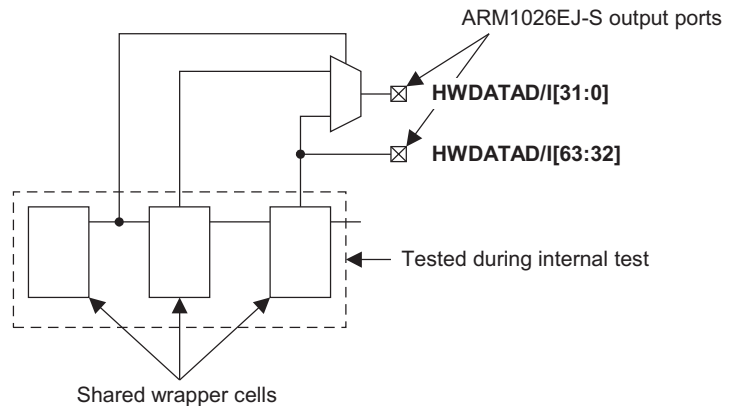 ARM1026EJ-S output ports
HWDATAD/I[31:0]
HWDATAD/I[63:32]
Tested during internal test
Shared wrapper cells